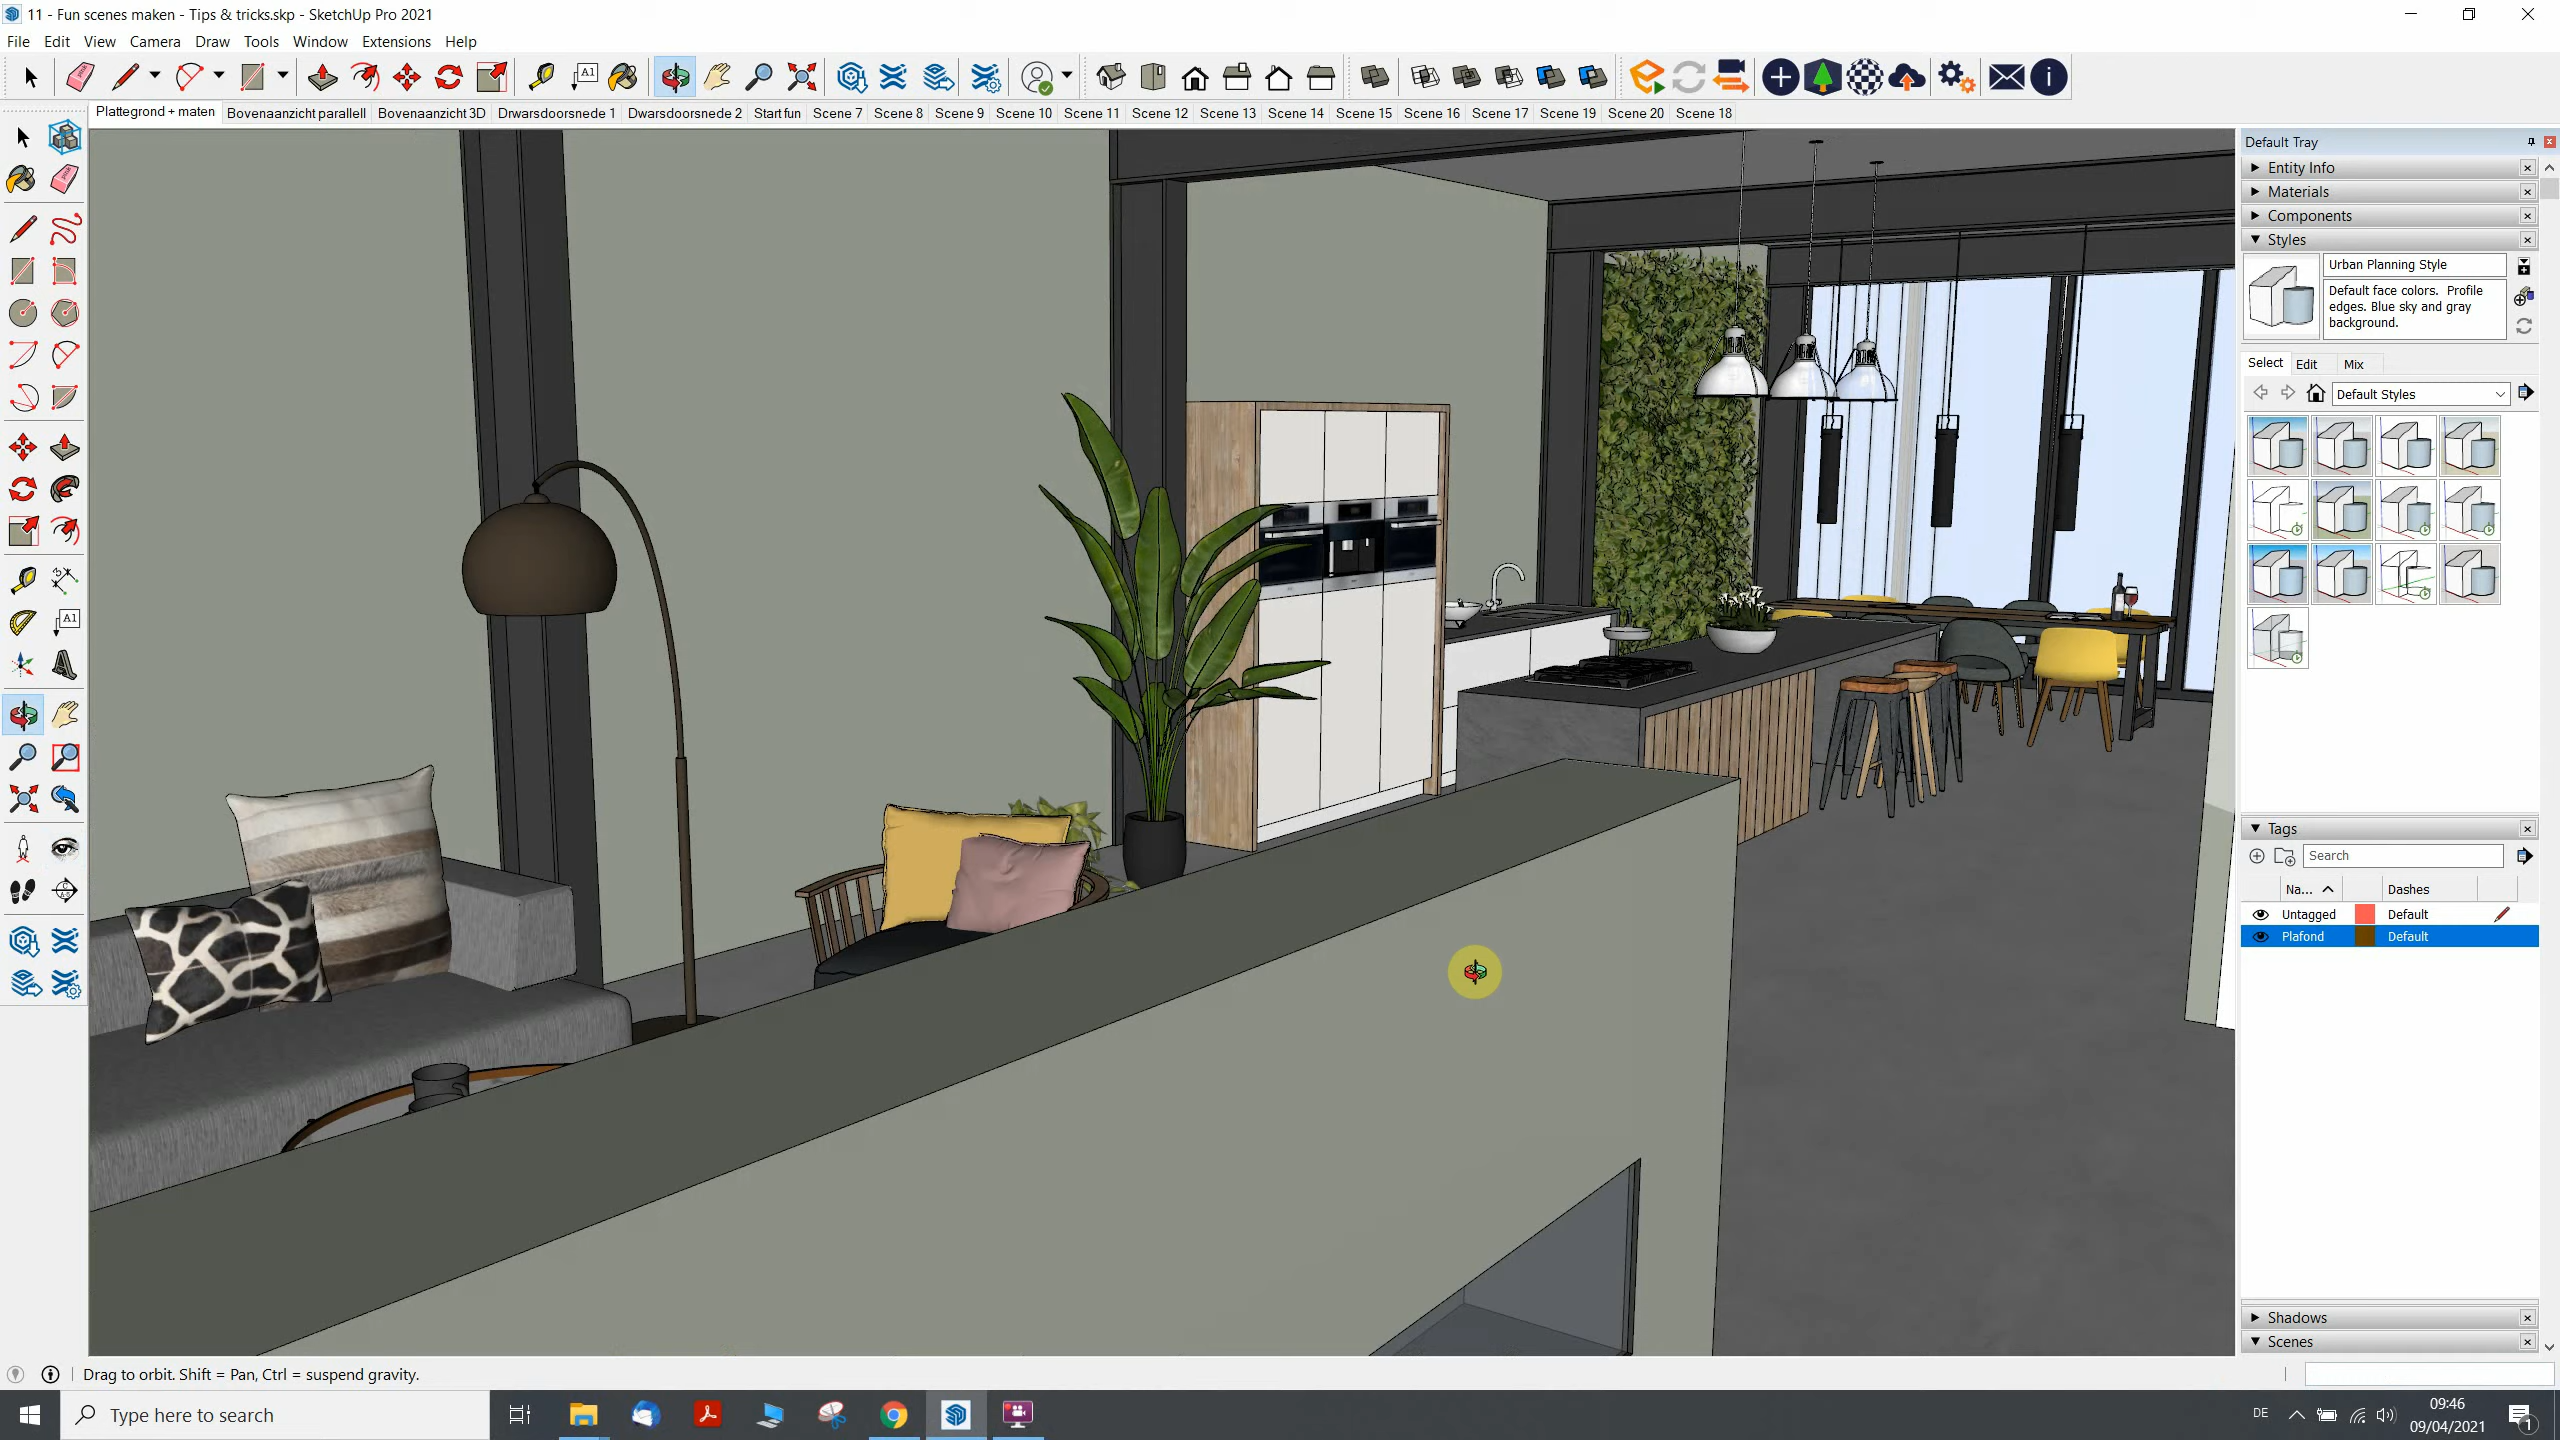 11 - Fun scenes maken - Tips & tricks.skp - SketchUp Pro 2021
File Edit View Camera Draw Tools Window Extensions Help
Plattegrond + maten Bovenaanzicht parallell Bovenaanzicht 3D Drwarsdoorsnede 1 Dwarsdoorsnede 2 Start fun Scene 7 Scene 8 Scene 9 Scene 10 Scene 11 Scene 12 Scene 13 Scene 14 Scene 15 Scene 16 Scene 17 Scene 19 Scene 20 Scene 18
Default Tray
Entity Info
Materials
Components
Styles
Urban Planning Style
Default face colors. Profile
edges. Blue sky and gray
background.
Select Edit Mix
Default Styles
Tags
Search
Na... Dashes
Untagged Default
Plafond Default
Shadows
Scenes
Drag to orbit. Shift = Pan, Ctrl = suspend gravity.
Type here to search
DE
09:46
09/04/2021
1